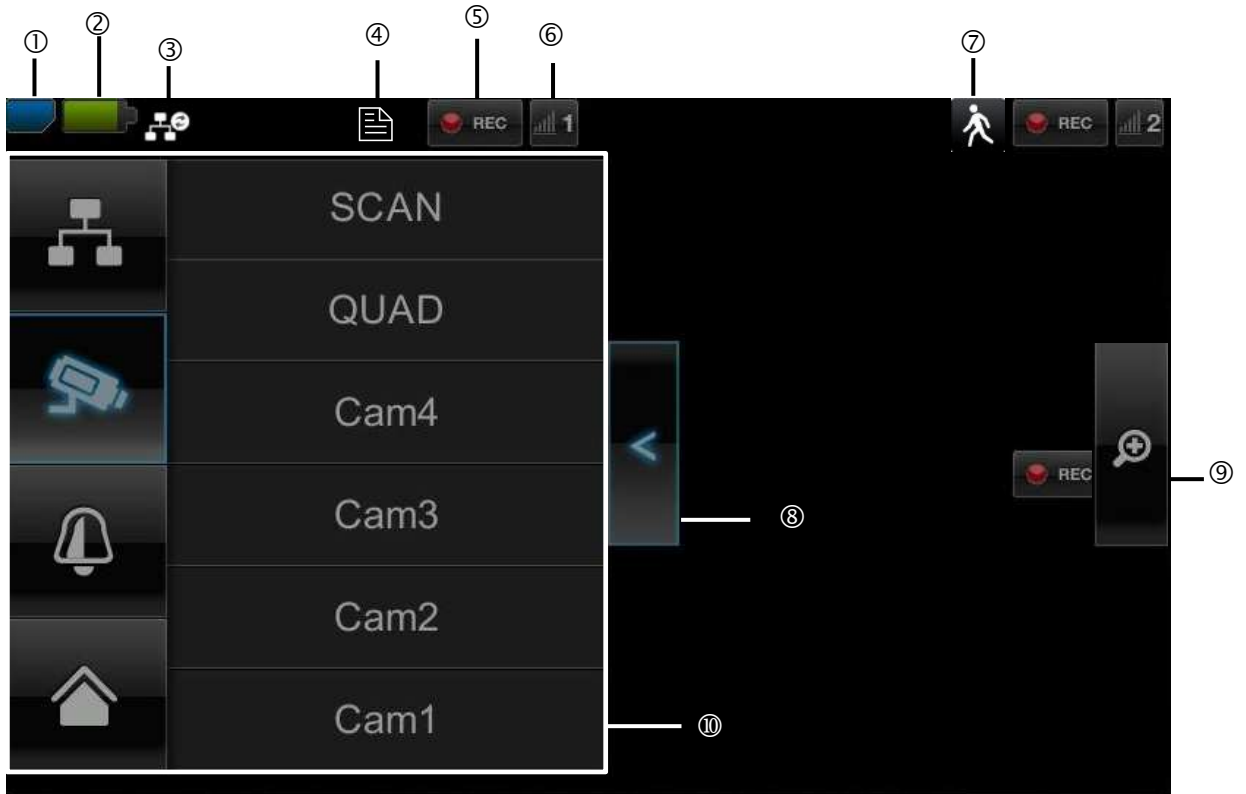 ① ② ③ ④ ⑤ ⑥ ⑦
REC 1 REC 2
SCAN
QUAD
Cam4
REC ⑨
Cam3 ⑧
Cam2
Cam1 ⑩